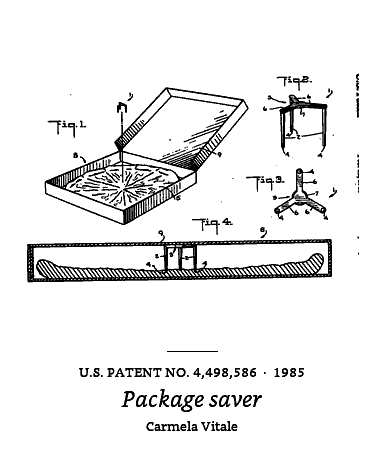 Fig.1
Fig.2.
Fig.3.
Fig.4.
U.S. PATENT NO. 4,498,586 · 1985
Package saver
Carmela Vitale